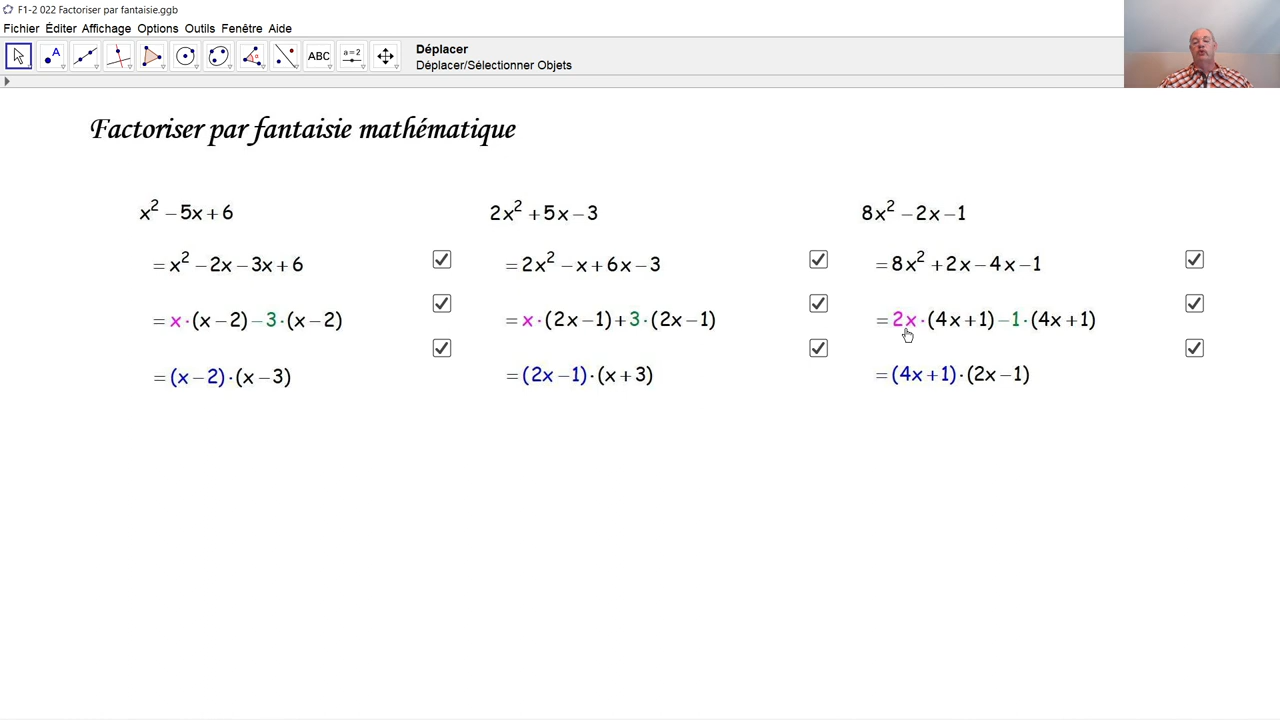 F1-2 022 Factoriser par fantaisie.ggb
Fichier Éditer Affichage Options Outils Fenêtre Aide
A ABC a=2 Déplacer
Déplacer/Sélectionner Objets
Factoriser par fantaisie mathématique
x² − 5x + 6
= x² − 2x − 3x + 6
= x · (x − 2) − 3 · (x − 2)
= (x − 2) · (x − 3)
2x² + 5x − 3
= 2x² − x + 6x − 3
= x · (2x − 1) + 3 · (2x − 1)
= (2x − 1) · (x + 3)
8x² − 2x − 1
= 8x² + 2x − 4x − 1
= 2x · (4x + 1) − 1 · (4x + 1)
= (4x + 1) · (2x − 1)